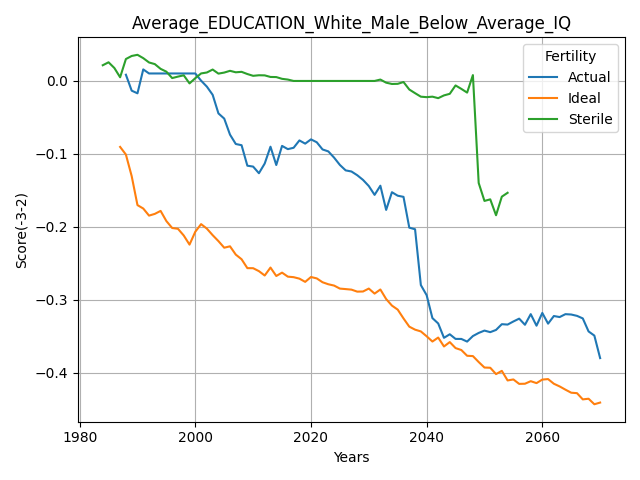 Average_EDUCATION_White_Male_Below_Average_IQ
Fertility
Actual
Ideal
Sterile
Score(-3-2)
0.0
−0.1
−0.2
−0.3
−0.4
1980 2000 2020 2040 2060
Years